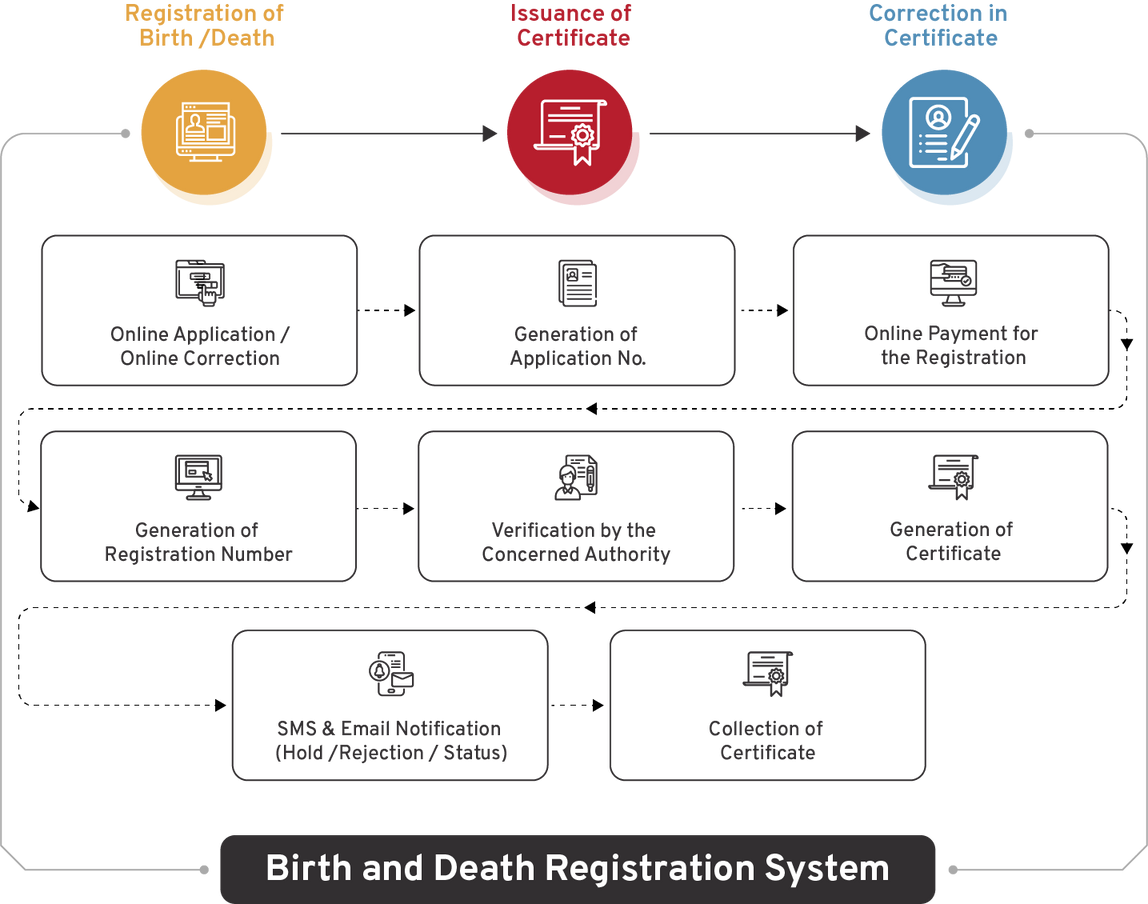 Registration of
Birth /Death
Issuance of
Certificate
Correction in
Certificate
Online Application /
Online Correction
Generation of
Application No.
Online Payment for
the Registration
Generation of
Registration Number
Verification by the
Concerned Authority
Generation of
Certificate
SMS & Email Notification
(Hold /Rejection / Status)
Collection of
Certificate
Birth and Death Registration System